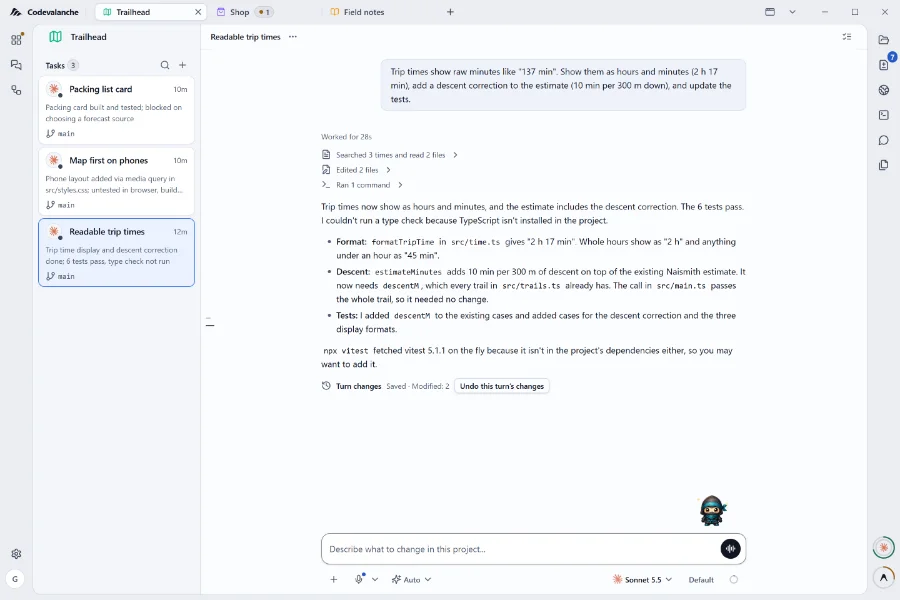 Codevalanche
Trailhead
Shop
1
Field notes
Trailhead
Tasks 3
Packing list card 10m
Packing card built and tested; blocked on
choosing a forecast source
main
Map first on phones 10m
Phone layout added via media query in
src/styles.css; untested in browser, build...
main
Readable trip times 12m
Trip time display and descent correction
done; 6 tests pass, type check not run
main
G
Readable trip times ...
Trip times show raw minutes like "137 min". Show them as hours and minutes (2 h 17
min), add a descent correction to the estimate (10 min per 300 m down), and update the
tests.
Worked for 28s
Searched 3 times and read 2 files
Edited 2 files
Ran 1 command
Trip times now show as hours and minutes, and the estimate includes the descent correction. The 6 tests pass.
I couldn't run a type check because TypeScript isn't installed in the project.
• Format: formatTripTime in src/time.ts gives "2 h 17 min". Whole hours show as "2 h" and anything
under an hour as "45 min".
• Descent: estimateMinutes adds 10 min per 300 m of descent on top of the existing Naismith estimate. It
now needs descentM, which every trail in src/trails.ts already has. The call in src/main.ts passes
the whole trail, so it needed no change.
• Tests: I added descentM to the existing cases and added cases for the descent correction and the three
display formats.
npx vitest fetched vitest 5.1.1 on the fly because it isn't in the project's dependencies either, so you may
want to add it.
Turn changes Saved · Modified: 2 Undo this turn's changes
Describe what to change in this project...
Auto
Sonnet 5.5
Default
7